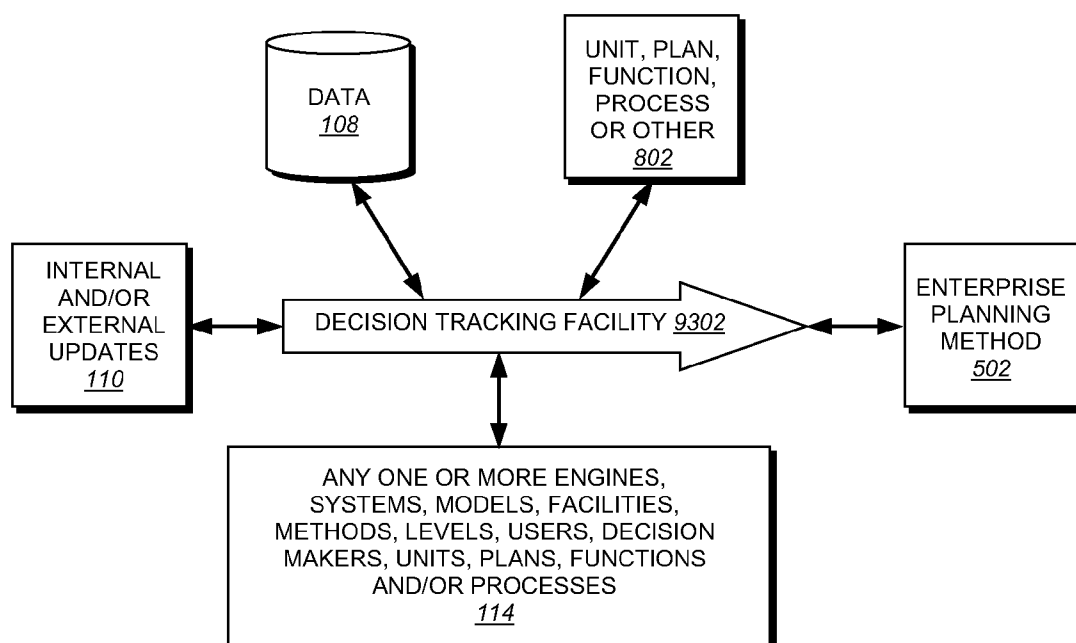 DATA
108
UNIT, PLAN,
FUNCTION,
PROCESS
OR OTHER
802
INTERNAL
AND/OR
EXTERNAL
UPDATES
110
DECISION TRACKING FACILITY 9302
ENTERPRISE
PLANNING
METHOD
502
ANY ONE OR MORE ENGINES,
SYSTEMS, MODELS, FACILITIES,
METHODS, LEVELS, USERS, DECISION
MAKERS, UNITS, PLANS, FUNCTIONS
AND/OR PROCESSES
114